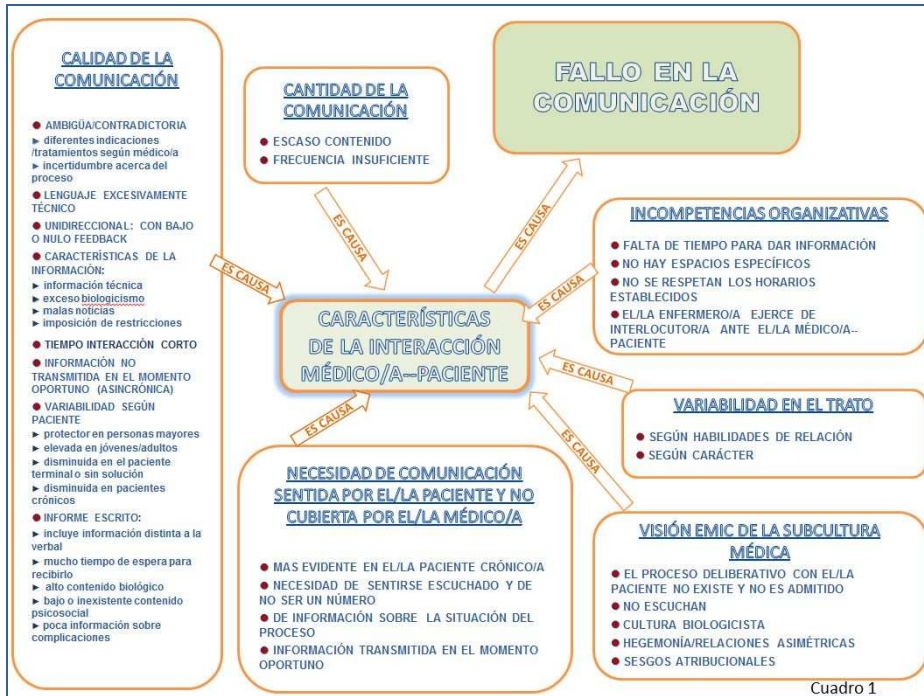 CALIDAD DE LA
COMUNICACIÓN
● AMBIGÜA/CONTRADICTORIA
► diferentes indicaciones
/tratamientos según médico/a
► incertidumbre acerca del
proceso
● LENGUAJE EXCESIVAMENTE
TÉCNICO
● UNIDIRECCIONAL: CON BAJO
O NULO FEEDBACK
● CARACTERÍSTICAS DE LA
INFORMACIÓN:
► información técnica
► exceso biologicismo
► malas noticias
► imposición de restricciones
● TIEMPO INTERACCIÓN CORTO
● INFORMACIÓN NO
TRANSMITIDA EN EL MOMENTO
OPORTUNO (ASINCRÓNICA)
● VARIABILIDAD SEGÚN
PACIENTE
► protector en personas mayores
► elevada en jóvenes/adultos
► disminuida en el paciente
terminal o sin solución
► disminuida en pacientes
crónicos
● INFORME ESCRITO:
► incluye información distinta a la
verbal
► mucho tiempo de espera para
recibirlo
► alto contenido biológico
► bajo o inexistente contenido
psicosocial
► poca información sobre
complicaciones
CANTIDAD DE LA
COMUNICACIÓN
● ESCASO CONTENIDO
● FRECUENCIA INSUFICIENTE
FALLO EN LA
COMUNICACIÓN
ES CAUSA
ES CAUSA
ES CAUSA
INCOMPETENCIAS ORGANIZATIVAS
● FALTA DE TIEMPO PARA DAR INFORMACIÓN
● NO HAY ESPACIOS ESPECÍFICOS
● NO SE RESPETAN LOS HORARIOS
ESTABLECIDOS
● EL/LA ENFERMERO/A EJERCE DE
INTERLOCUTOR/A ANTE EL/LA MÉDICO/A--
PACIENTE
ES CAUSA
CARACTERÍSTICAS
DE LA INTERACCIÓN
MÉDICO/A--PACIENTE
ES CAUSA
VARIABILIDAD EN EL TRATO
● SEGÚN HABILIDADES DE RELACIÓN
● SEGÚN CARÁCTER
ES CAUSA
ES CAUSA
NECESIDAD DE COMUNICACIÓN
SENTIDA POR EL/LA PACIENTE Y NO
CUBIERTA POR EL/LA MÉDICO/A
● MAS EVIDENTE EN EL/LA PACIENTE CRÓNICO/A
● NECESIDAD DE SENTIRSE ESCUCHADO Y DE
NO SER UN NÚMERO
● DE INFORMACIÓN SOBRE LA SITUACIÓN DEL
PROCESO
● INFORMACIÓN TRANSMITIDA EN EL MOMENTO
OPORTUNO
VISIÓN EMIC DE LA SUBCULTURA
MÉDICA
● EL PROCESO DELIBERATIVO CON EL/LA
PACIENTE NO EXISTE Y NO ES ADMITIDO
● NO ESCUCHAN
● CULTURA BIOLOGICISTA
● HEGEMONÍA/RELACIONES ASIMÉTRICAS
● SESGOS ATRIBUCIONALES
Cuadro 1